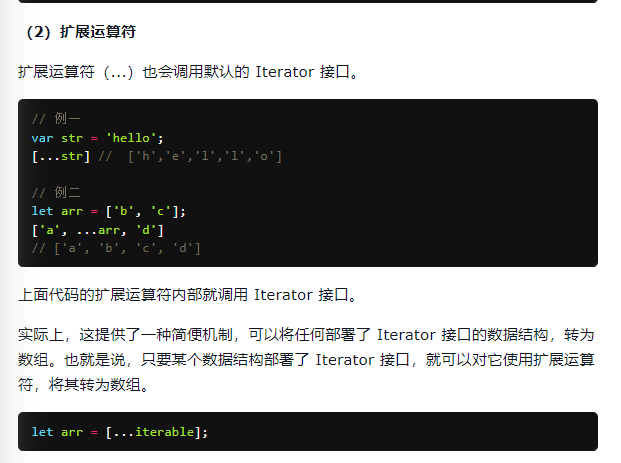 （2）扩展运算符
扩展运算符（...）也会调用默认的 Iterator 接口。
// 例一
var str = 'hello';
[...str] //  ['h','e','l','l','o']
// 例二
let arr = ['b', 'c'];
['a', ...arr, 'd']
// ['a', 'b', 'c', 'd']
上面代码的扩展运算符内部就调用 Iterator 接口。
实际上，这提供了一种简便机制，可以将任何部署了 Iterator 接口的数据结构，转为
数组。也就是说，只要某个数据结构部署了 Iterator 接口，就可以对它使用扩展运算
符，将其转为数组。
let arr = [...iterable];